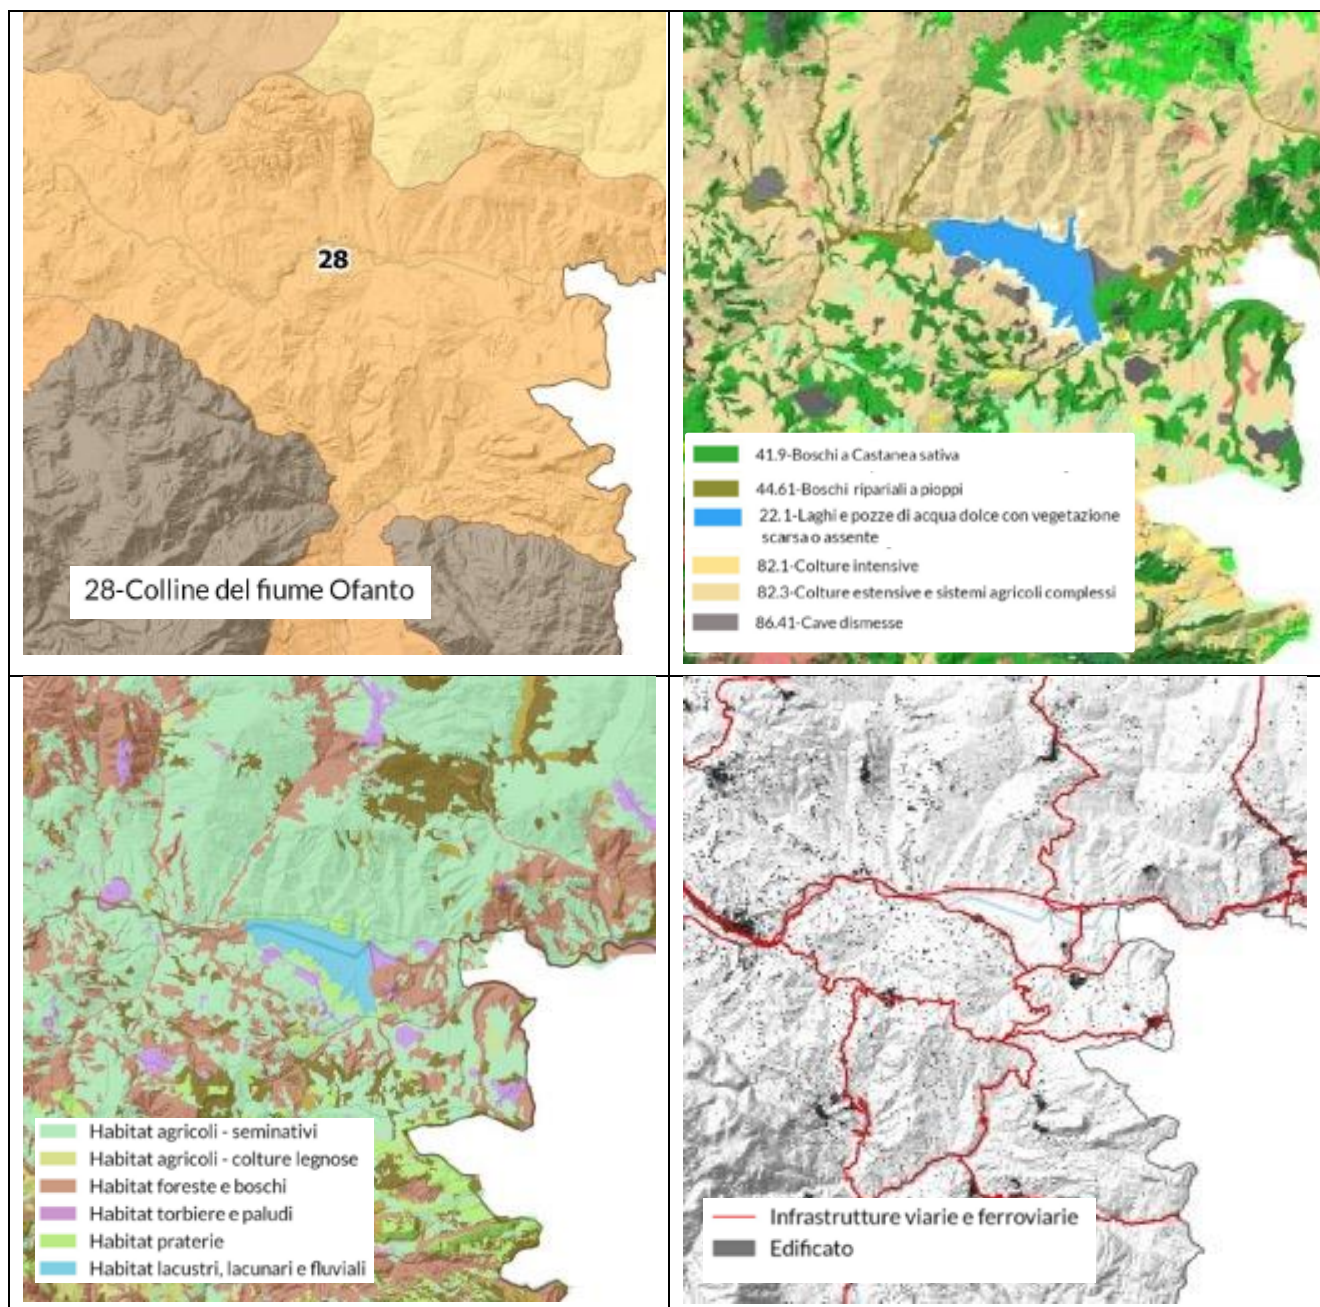 28
28-Colline del fiume Ofanto
41.9-Boschi a Castanea sativa
44.61-Boschi ripariali a pioppi
22.1-Laghi e pozze di acqua dolce con vegetazione
scarsa o assente
82.1-Colture intensive
82.3-Colture estensive e sistemi agricoli complessi
86.41-Cave dismesse
Habitat agricoli - seminativi
Habitat agricoli - colture legnose
Habitat foreste e boschi
Habitat torbiere e paludi
Habitat praterie
Habitat lacustri, lacunari e fluviali
Infrastrutture viarie e ferroviarie
Edificato